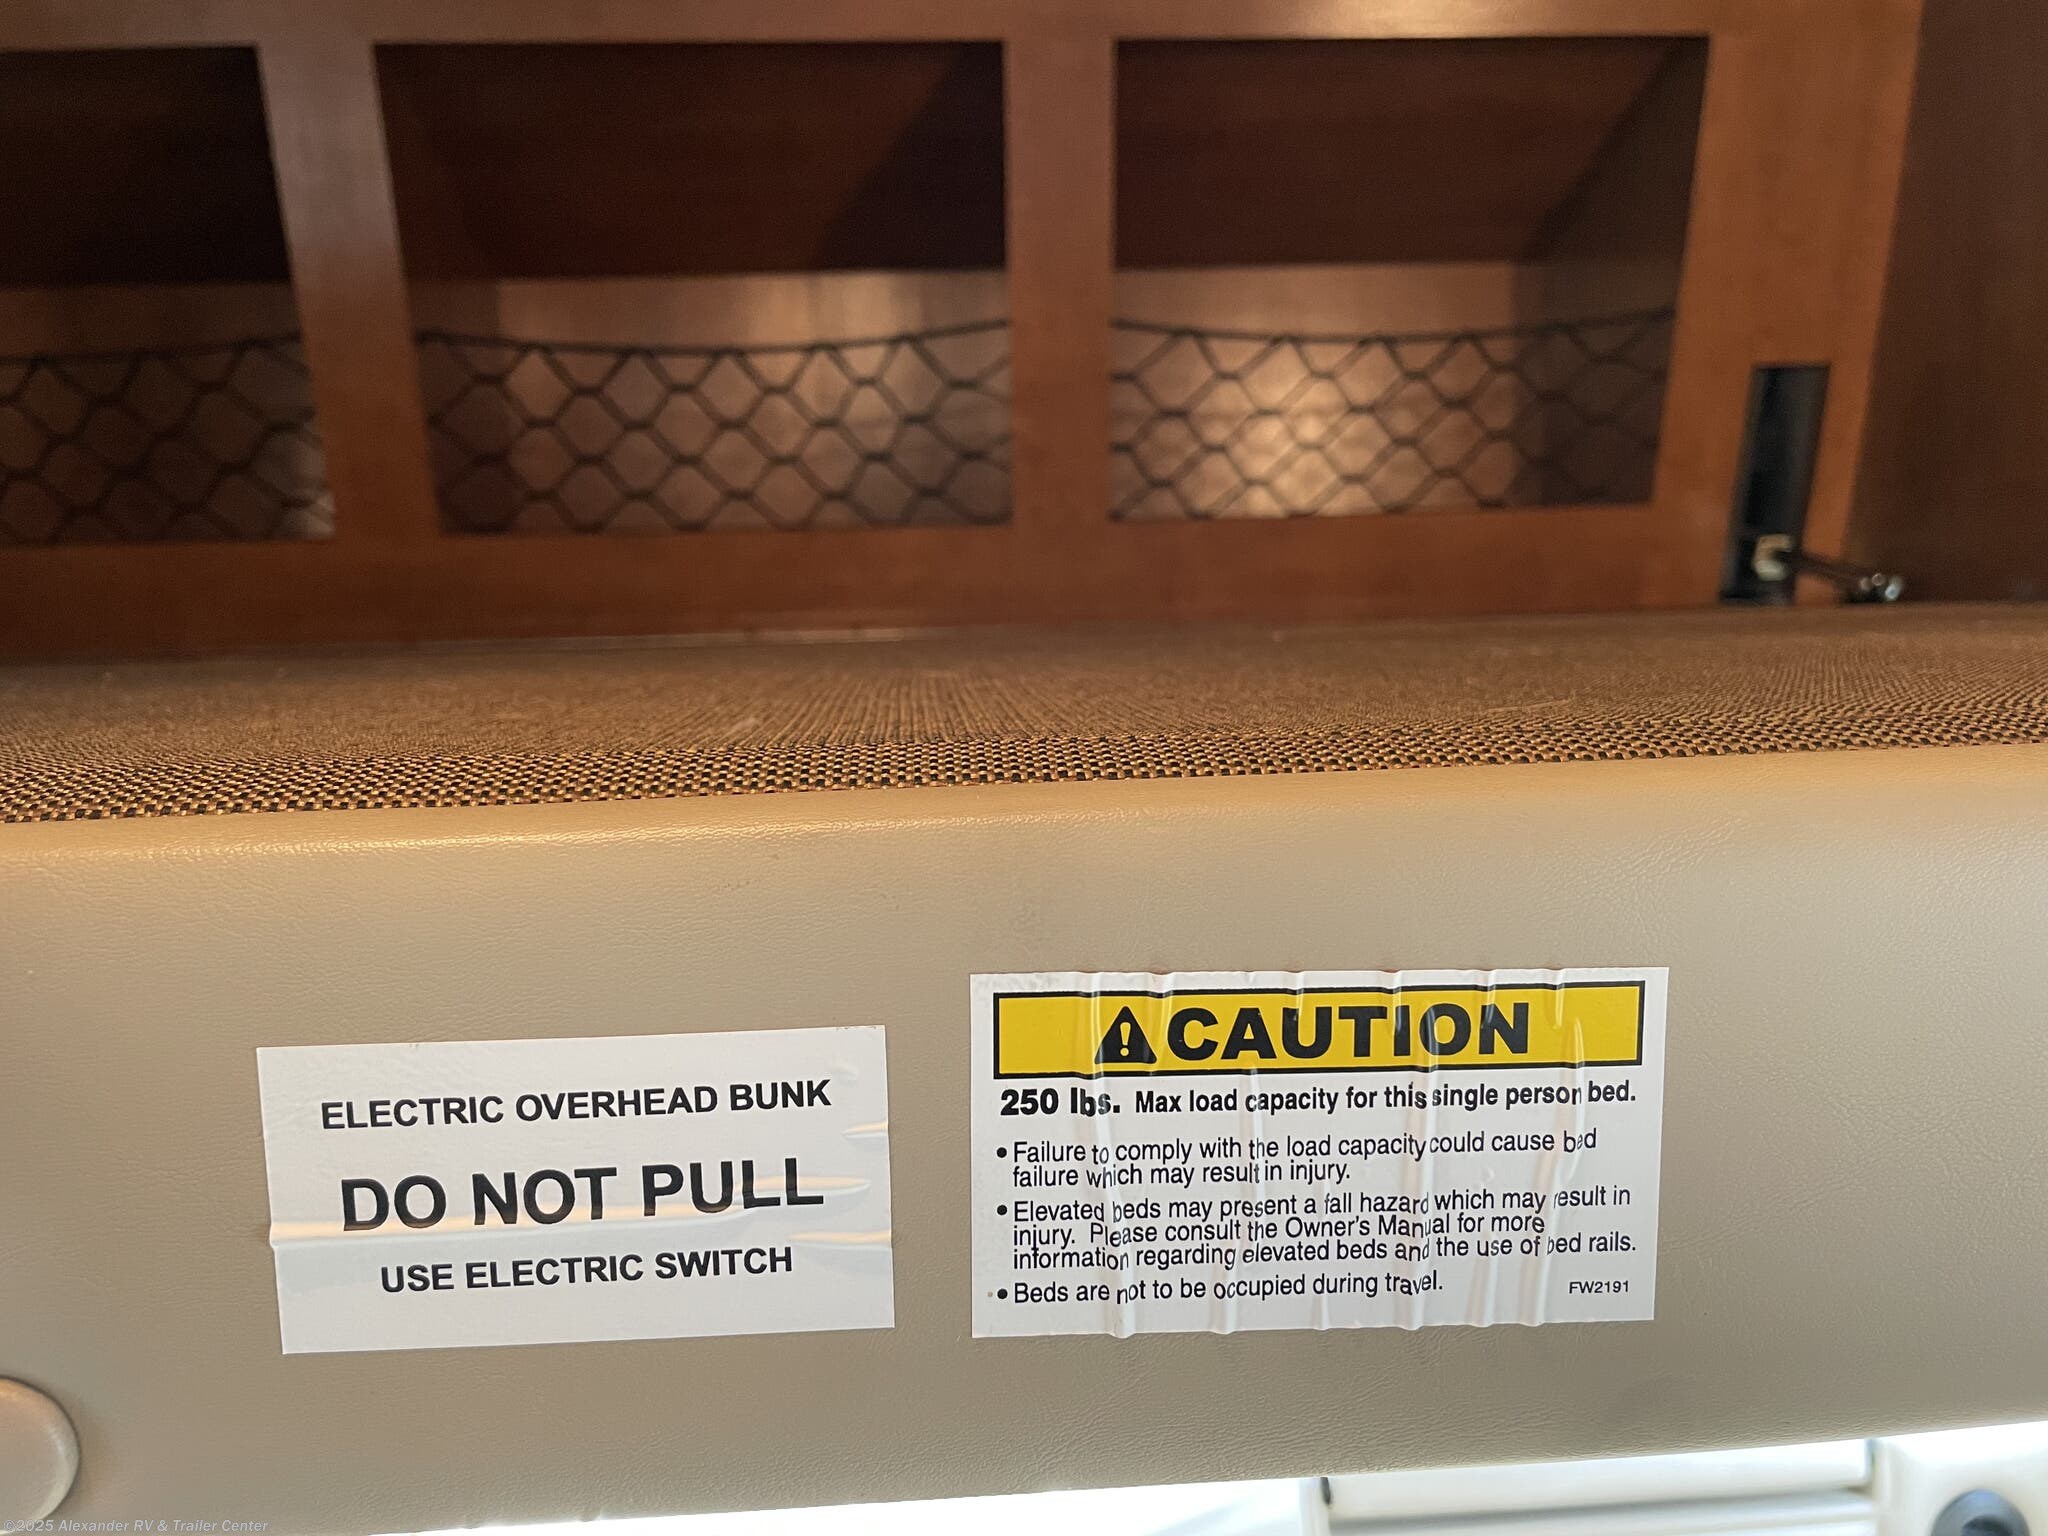 ELECTRIC OVERHEAD BUNK
DO NOT PULL
USE ELECTRIC SWITCH
CAUTION
250 lbs. Max load capacity for this single person bed.
• Failure to comply with the load capacity could cause bed
failure which may result in injury.
• Elevated beds may present a fall hazard which may result in
injury. Please consult the Owner's Manual for more
information regarding elevated beds and the use of bed rails.
• Beds are not to be occupied during travel.
FW2191
©2025 Alexander RV & Trailer Center